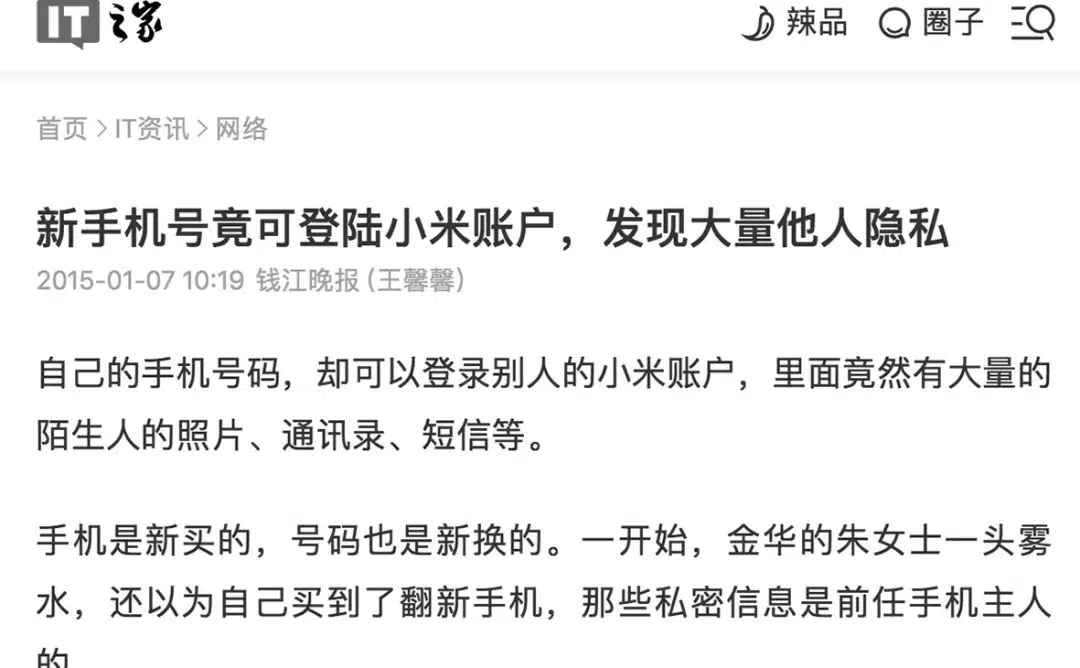 IT之家 辣品 圈子
首页 > IT资讯 > 网络
新手机号竟可登陆小米账户，发现大量他人隐私
2015-01-07 10:19 钱江晚报 (王馨馨)
自己的手机号码，却可以登录别人的小米账户，里面竟然有大量的
陌生人的照片、通讯录、短信等。
手机是新买的，号码也是新换的。一开始，金华的朱女士一头雾
水，还以为自己买到了翻新手机，那些私密信息是前任手机主人
的